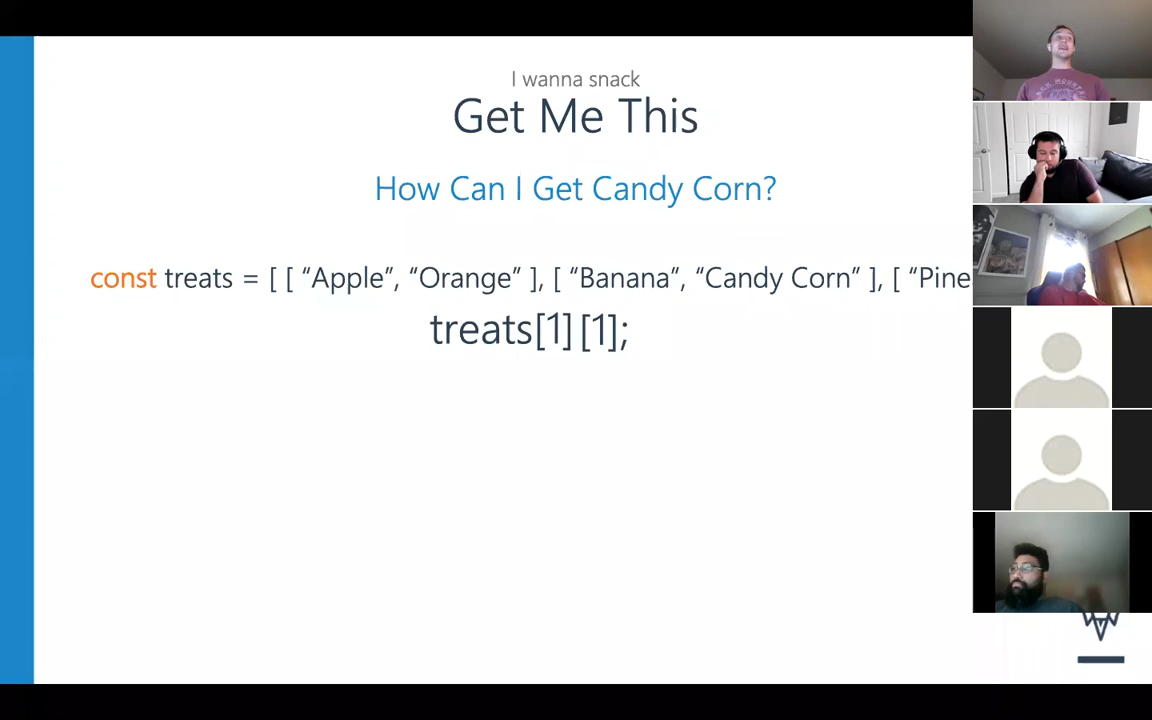 I wanna snack
Get Me This
How Can I Get Candy Corn?
const treats = [ [ “Apple”, “Orange” ], [ “Banana”, “Candy Corn” ], [ “Pine
treats[1][1];